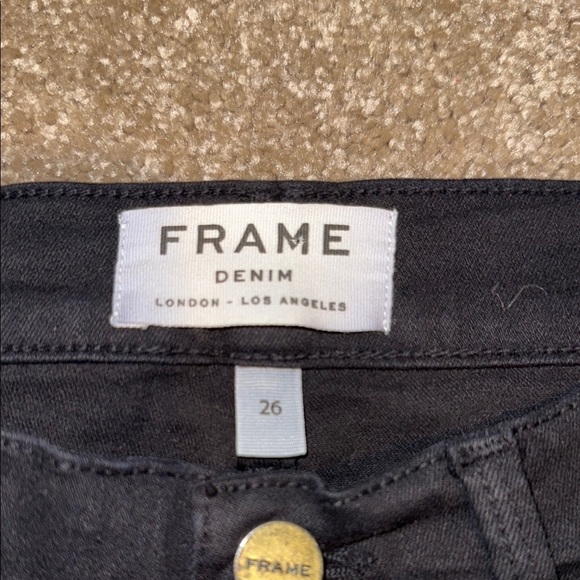 FRAME
DENIM
LONDON - LOS ANGELES
26
FRAME